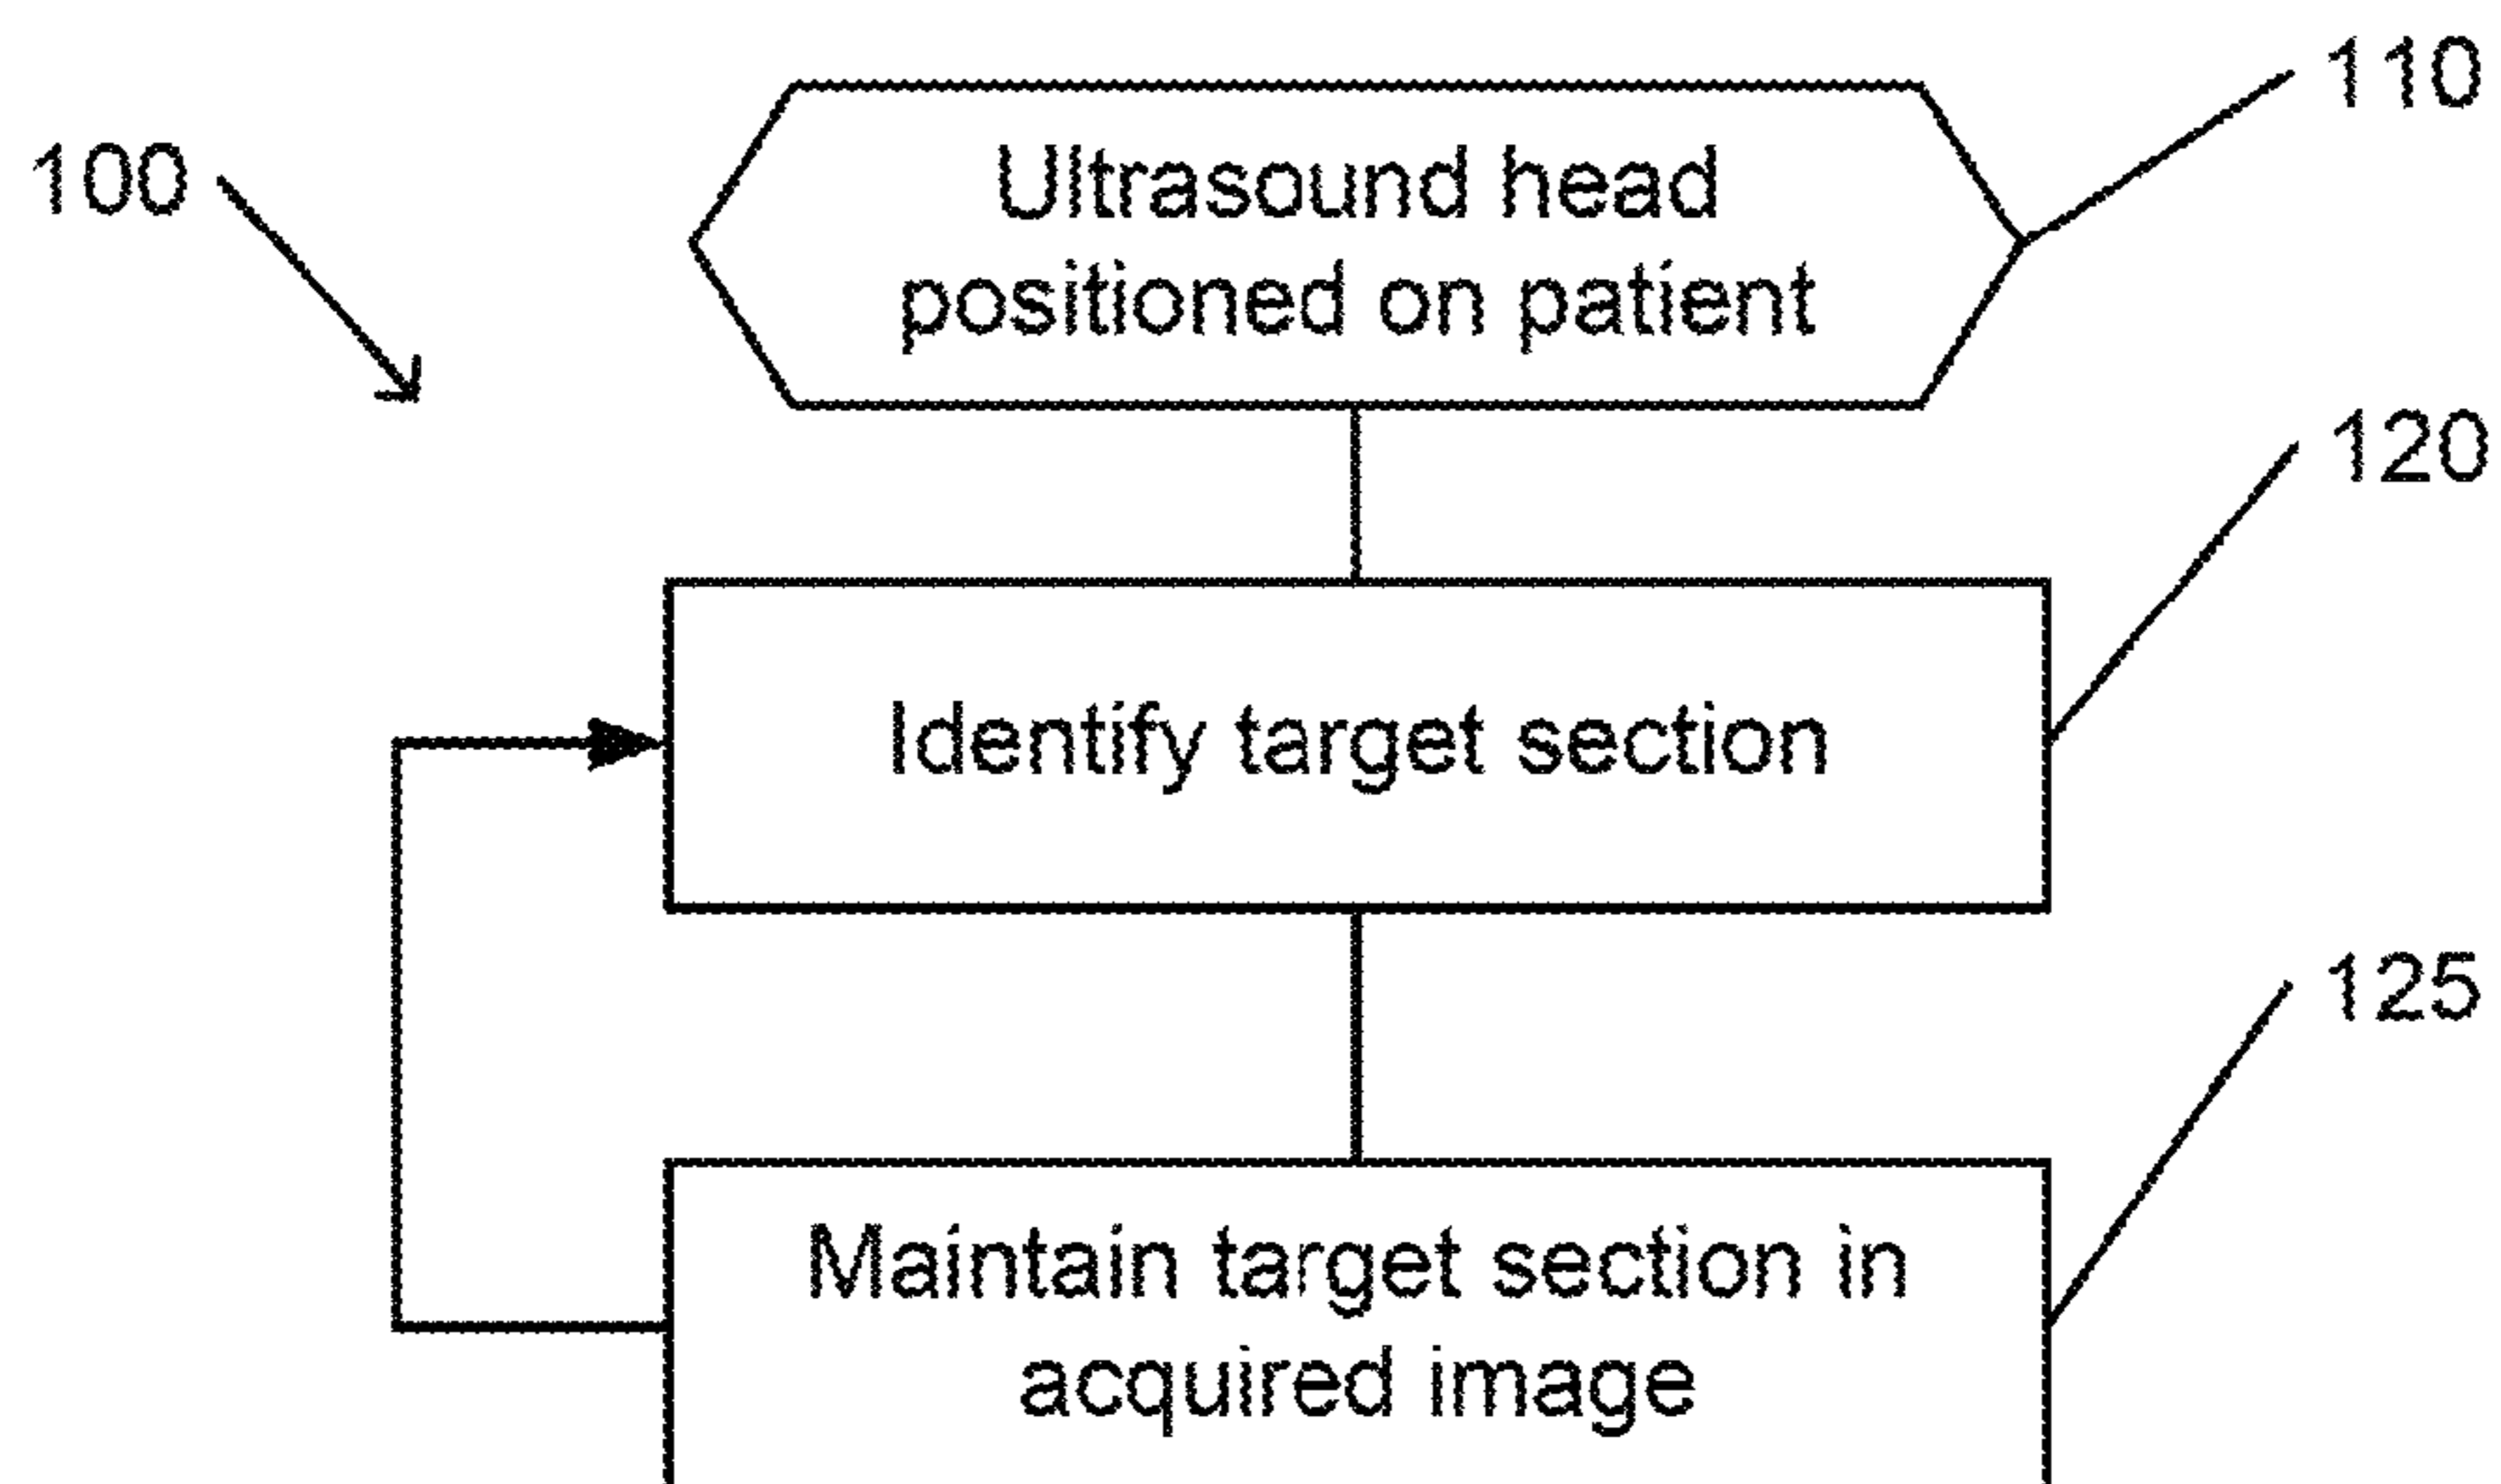 110
100
Ultrasound head
positioned on patient
120
Identify target section
125
Maintain target section in
acquired image